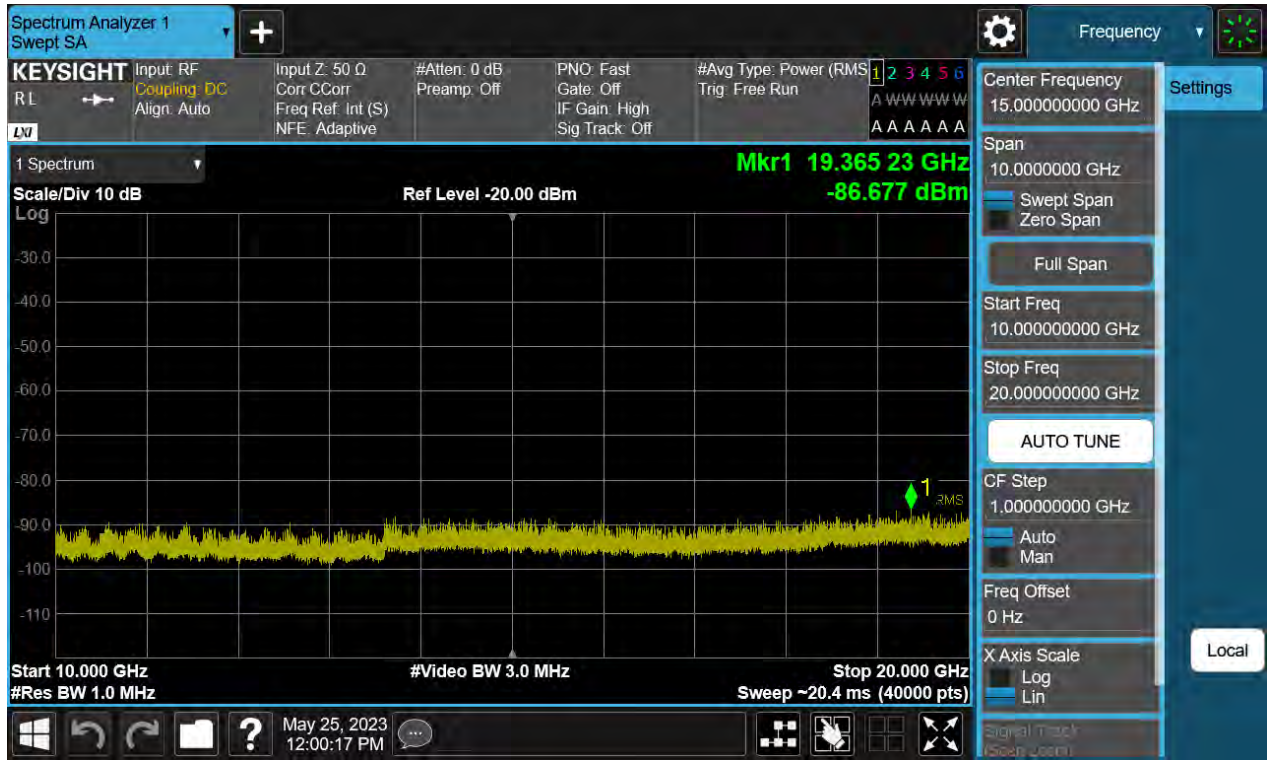 Spectrum Analyzer 1
Swept SA
Frequency
KEYSIGHT
RL
LXI
Input: RF
Coupling: DC
Align: Auto
Input Z: 50 Ω
Corr CCorr
Freq Ref: Int (S)
NFE: Adaptive
#Atten: 0 dB
Preamp: Off
PNO: Fast
Gate: Off
IF Gain: High
Sig Track: Off
#Avg Type: Power (RMS
Trig: Free Run
1 2 3 4 5 6
A W W W W W
A A A A A A
1 Spectrum
Mkr1 19.365 23 GHz
Scale/Div 10 dB
Ref Level -20.00 dBm
-86.677 dBm
Log
-30.0
-40.0
-50.0
-60.0
-70.0
-80.0
-90.0
-100
-110
1
RMS
Start 10.000 GHz
#Video BW 3.0 MHz
Stop 20.000 GHz
#Res BW 1.0 MHz
Sweep ~20.4 ms (40000 pts)
?
May 25, 2023
12:00:17 PM
Center Frequency
15.000000000 GHz
Settings
Span
10.0000000 GHz
Swept Span
Zero Span
Full Span
Start Freq
10.000000000 GHz
Stop Freq
20.000000000 GHz
AUTO TUNE
CF Step
1.000000000 GHz
Auto
Man
Freq Offset
0 Hz
X Axis Scale
Log
Lin
Local
Signal Track
(Span Zoom)